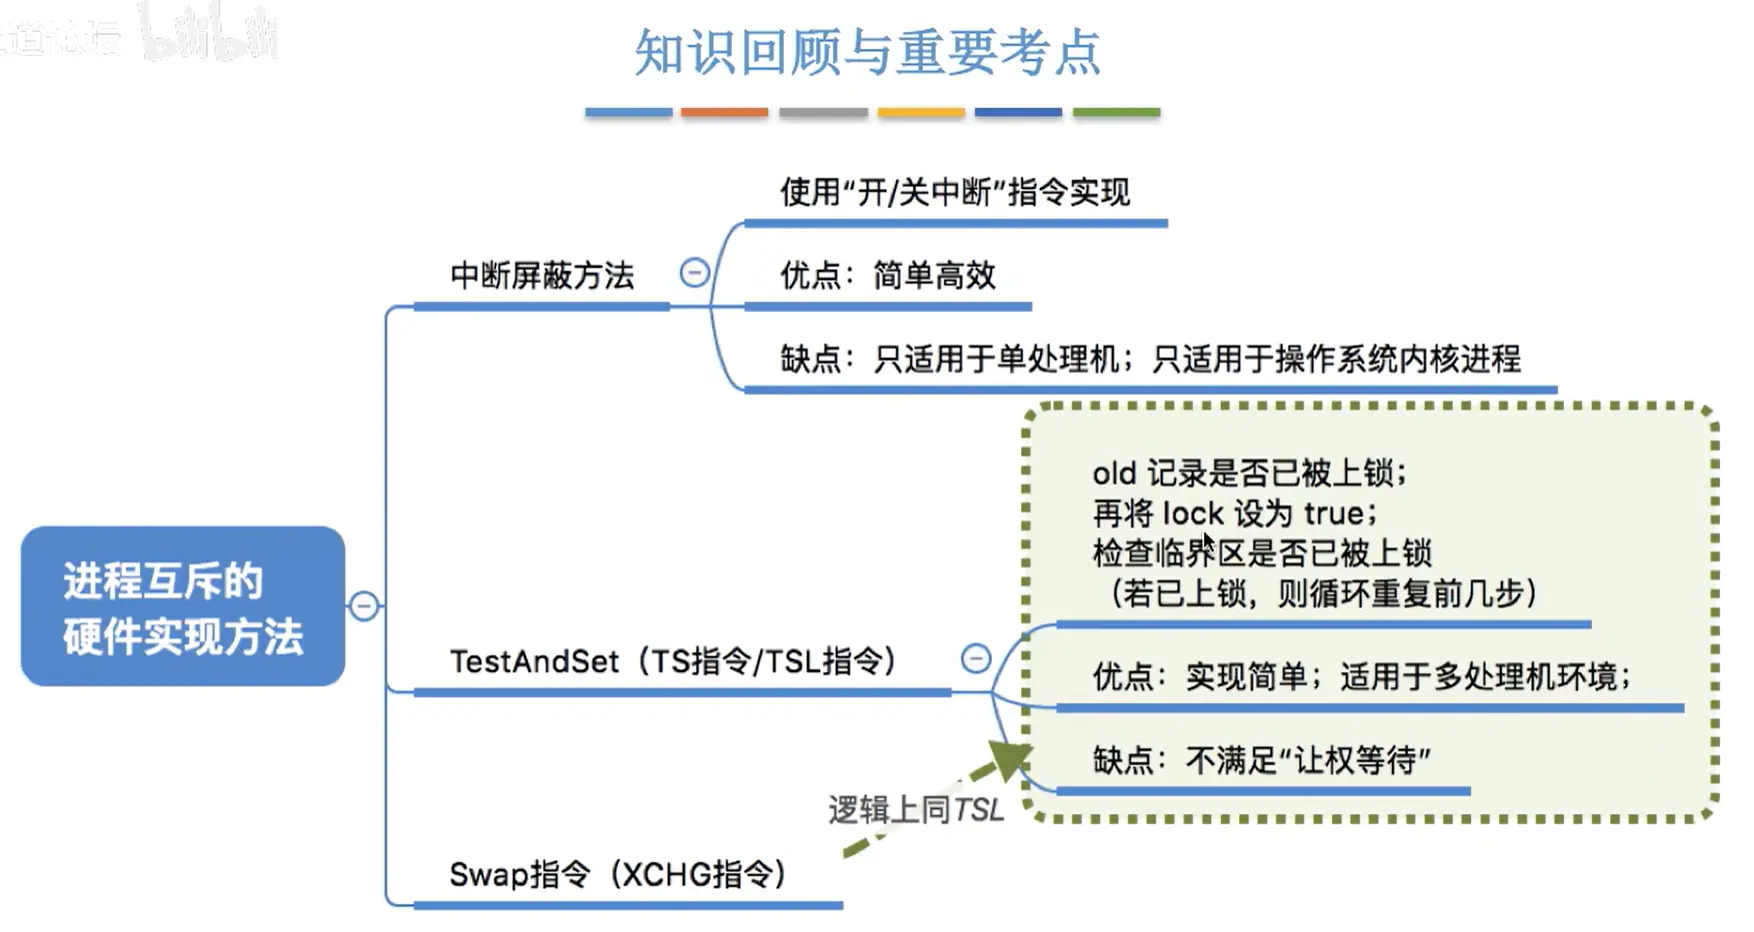 道论坛 bilibili
知识回顾与重要考点
使用“开/关中断”指令实现
中断屏蔽方法
优点：简单高效
缺点：只适用于单处理机；只适用于操作系统内核进程
old 记录是否已被上锁；
再将 lock 设为 true；
检查临界区是否已被上锁
（若已上锁，则循环重复前几步）
进程互斥的
硬件实现方法
TestAndSet（TS指令/TSL指令）
优点：实现简单；适用于多处理机环境；
缺点：不满足“让权等待”
逻辑上同TSL
Swap指令（XCHG指令）